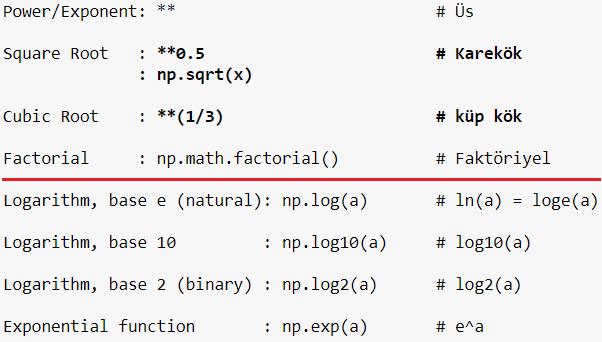 Power/Exponent: ** # Üs
Square Root : **0.5 # Karekök
: np.sqrt(x)
Cubic Root : **(1/3) # küp kök
Factorial : np.math.factorial() # Faktöriyel
Logarithm, base e (natural): np.log(a) # ln(a) = loge(a)
Logarithm, base 10 : np.log10(a) # log10(a)
Logarithm, base 2 (binary) : np.log2(a) # log2(a)
Exponential function : np.exp(a) # e^a